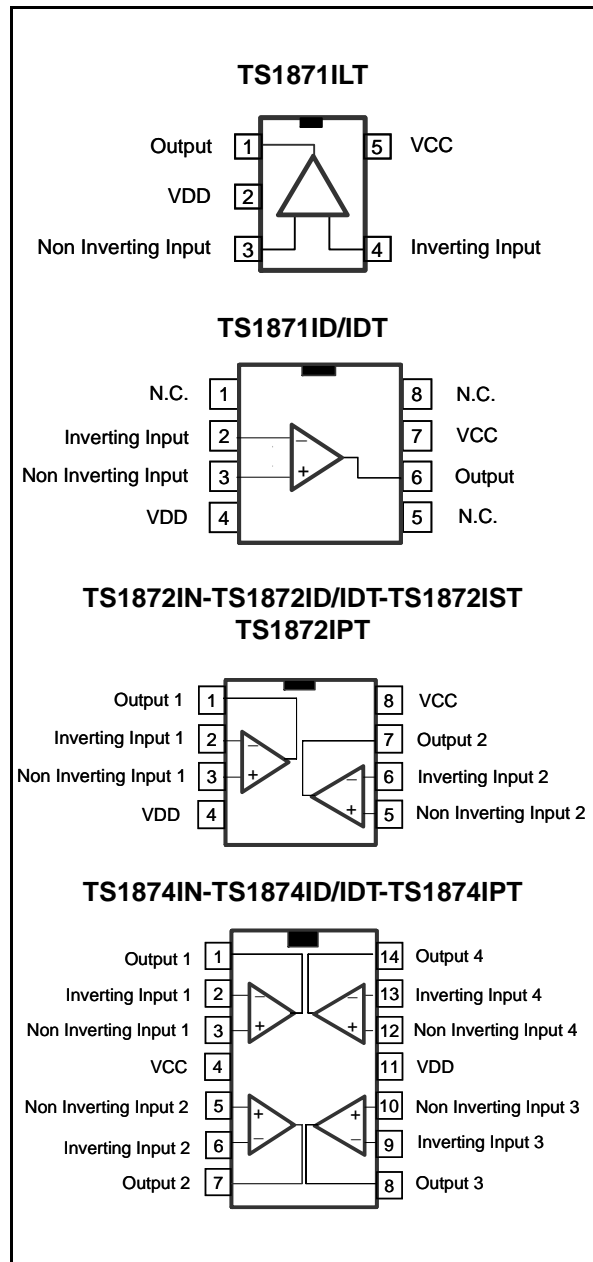 TS1871ILT
Output 1 5 VCC
VDD 2
Non Inverting Input 3 4 Inverting Input
TS1871ID/IDT
N.C. 1 8 N.C.
Inverting Input 2 − 7 VCC
Non Inverting Input 3 + 6 Output
VDD 4 5 N.C.
TS1872IN-TS1872ID/IDT-TS1872IST
TS1872IPT
Output 1 1 8 VCC
Inverting Input 1 2 − 7 Output 2
Non Inverting Input 1 3 + − 6 Inverting Input 2
VDD 4 + 5 Non Inverting Input 2
TS1874IN-TS1874ID/IDT-TS1874IPT
Output 1 1 14 Output 4
Inverting Input 1 2 − − 13 Inverting Input 4
Non Inverting Input 1 3 + + 12 Non Inverting Input 4
VCC 4 11 VDD
Non Inverting Input 2 5 + + 10 Non Inverting Input 3
Inverting Input 2 6 − − 9 Inverting Input 3
Output 2 7 8 Output 3